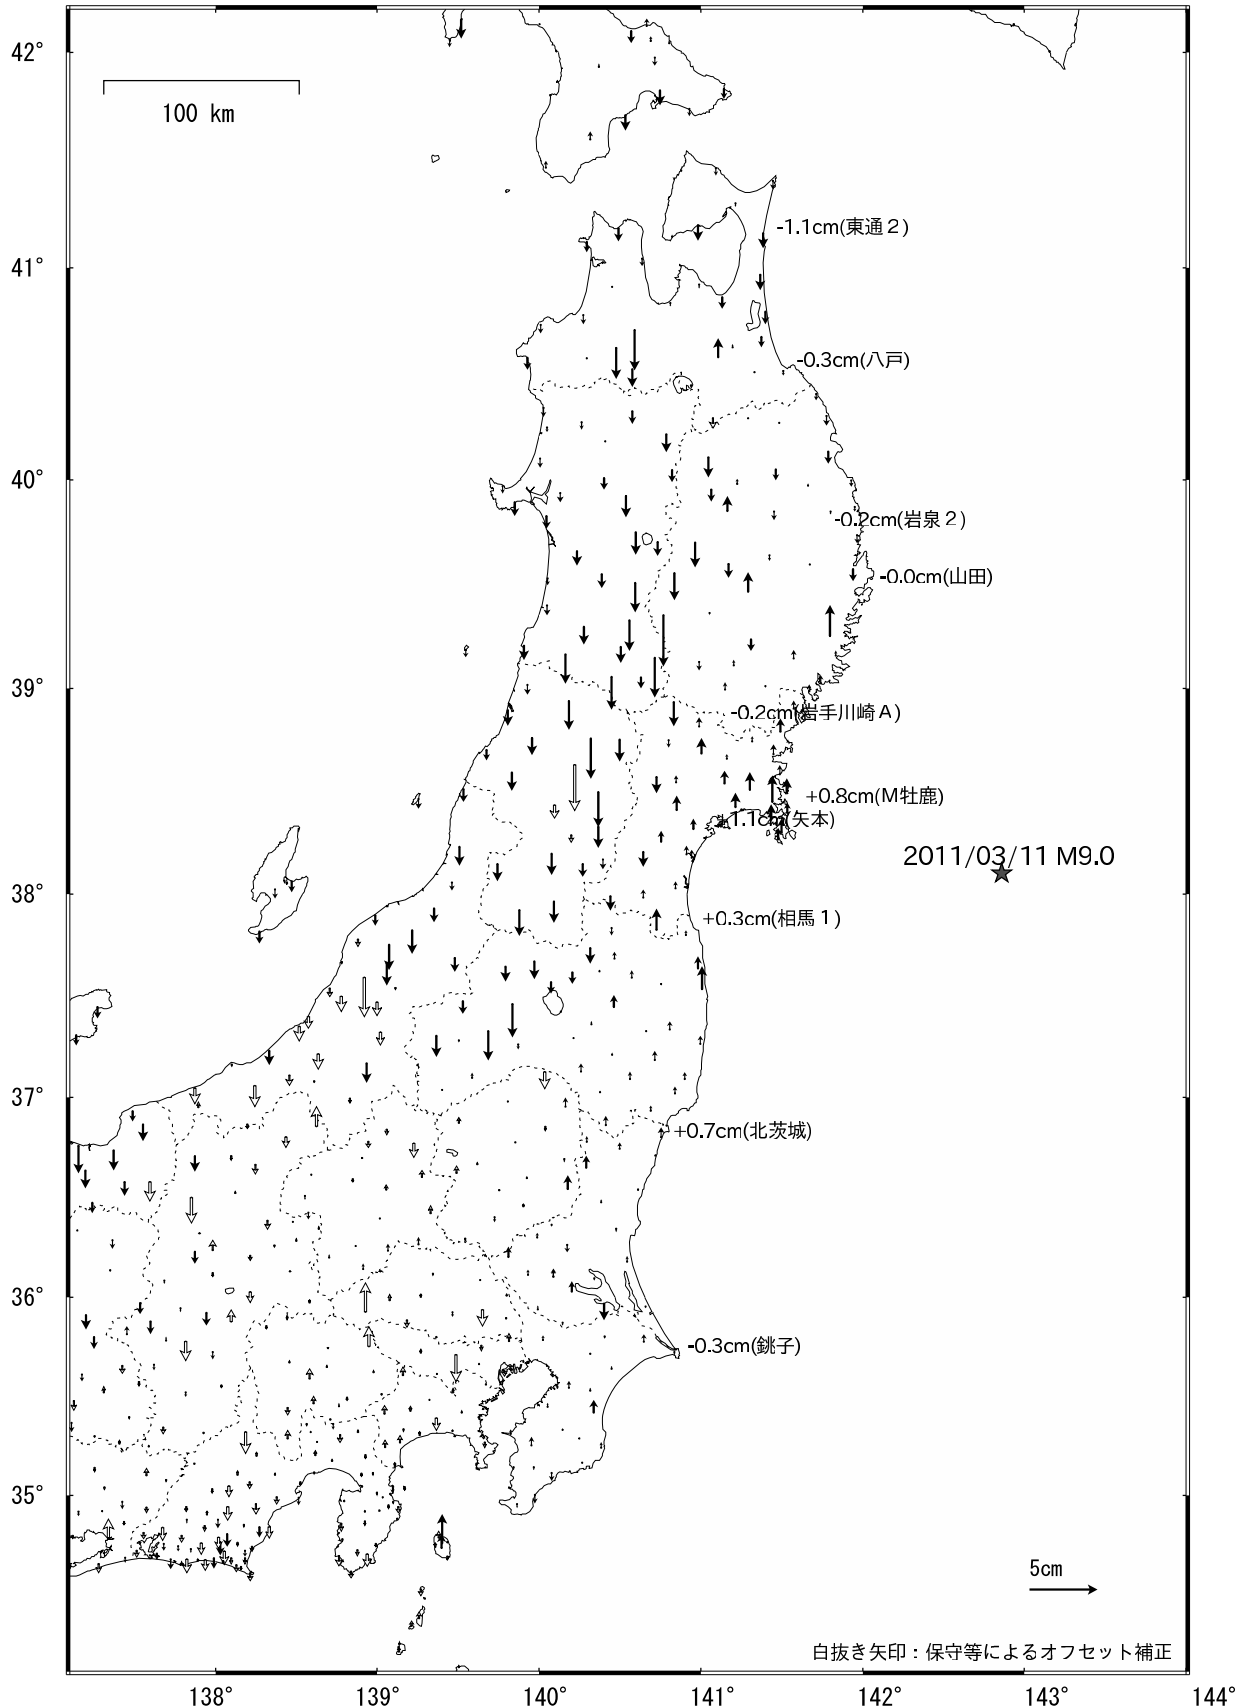 42°
100 km
-1.1cm(東通２)
41°
-0.3cm(八戸)
40°
-0.2cm(岩泉２)
-0.0cm(山田)
39°
-0.2cm(岩手川崎Ａ)
+0.8cm(Ｍ牡鹿)
+1.1cm(矢本)
2011/03/11 M9.0
38°
+0.3cm(相馬１)
37°
+0.7cm(北茨城)
36°
-0.3cm(銚子)
35°
5cm
白抜き矢印：保守等によるオフセット補正
138° 139° 140° 141° 142° 143° 144°